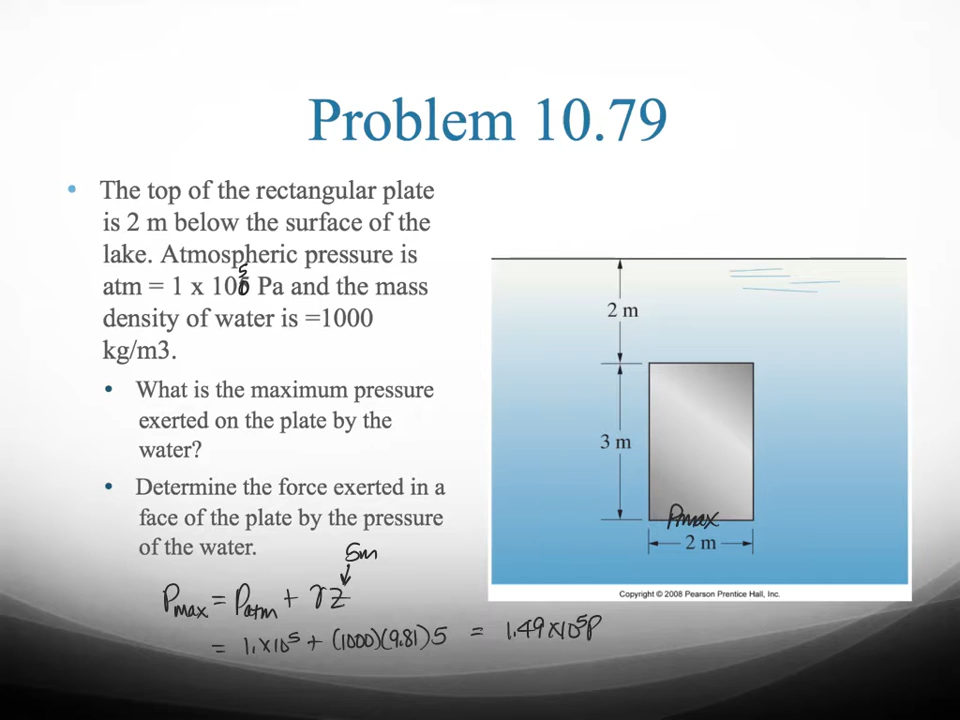 Problem 10.79
• The top of the rectangular plate
is 2 m below the surface of the
lake. Atmospheric pressure is
5
atm = 1 x 10 Pa and the mass
density of water is =1000
kg/m3.
• What is the maximum pressure
exerted on the plate by the
water?
• Determine the force exerted in a
face of the plate by the pressure
of the water.
2 m
3 m
Pmax
2 m
Copyright © 2008 Pearson Prentice Hall, Inc.
5m
Pmax = Patm + γz
= 1.x10⁵ + (1000)(9.81)5 = 1.49x10⁵P